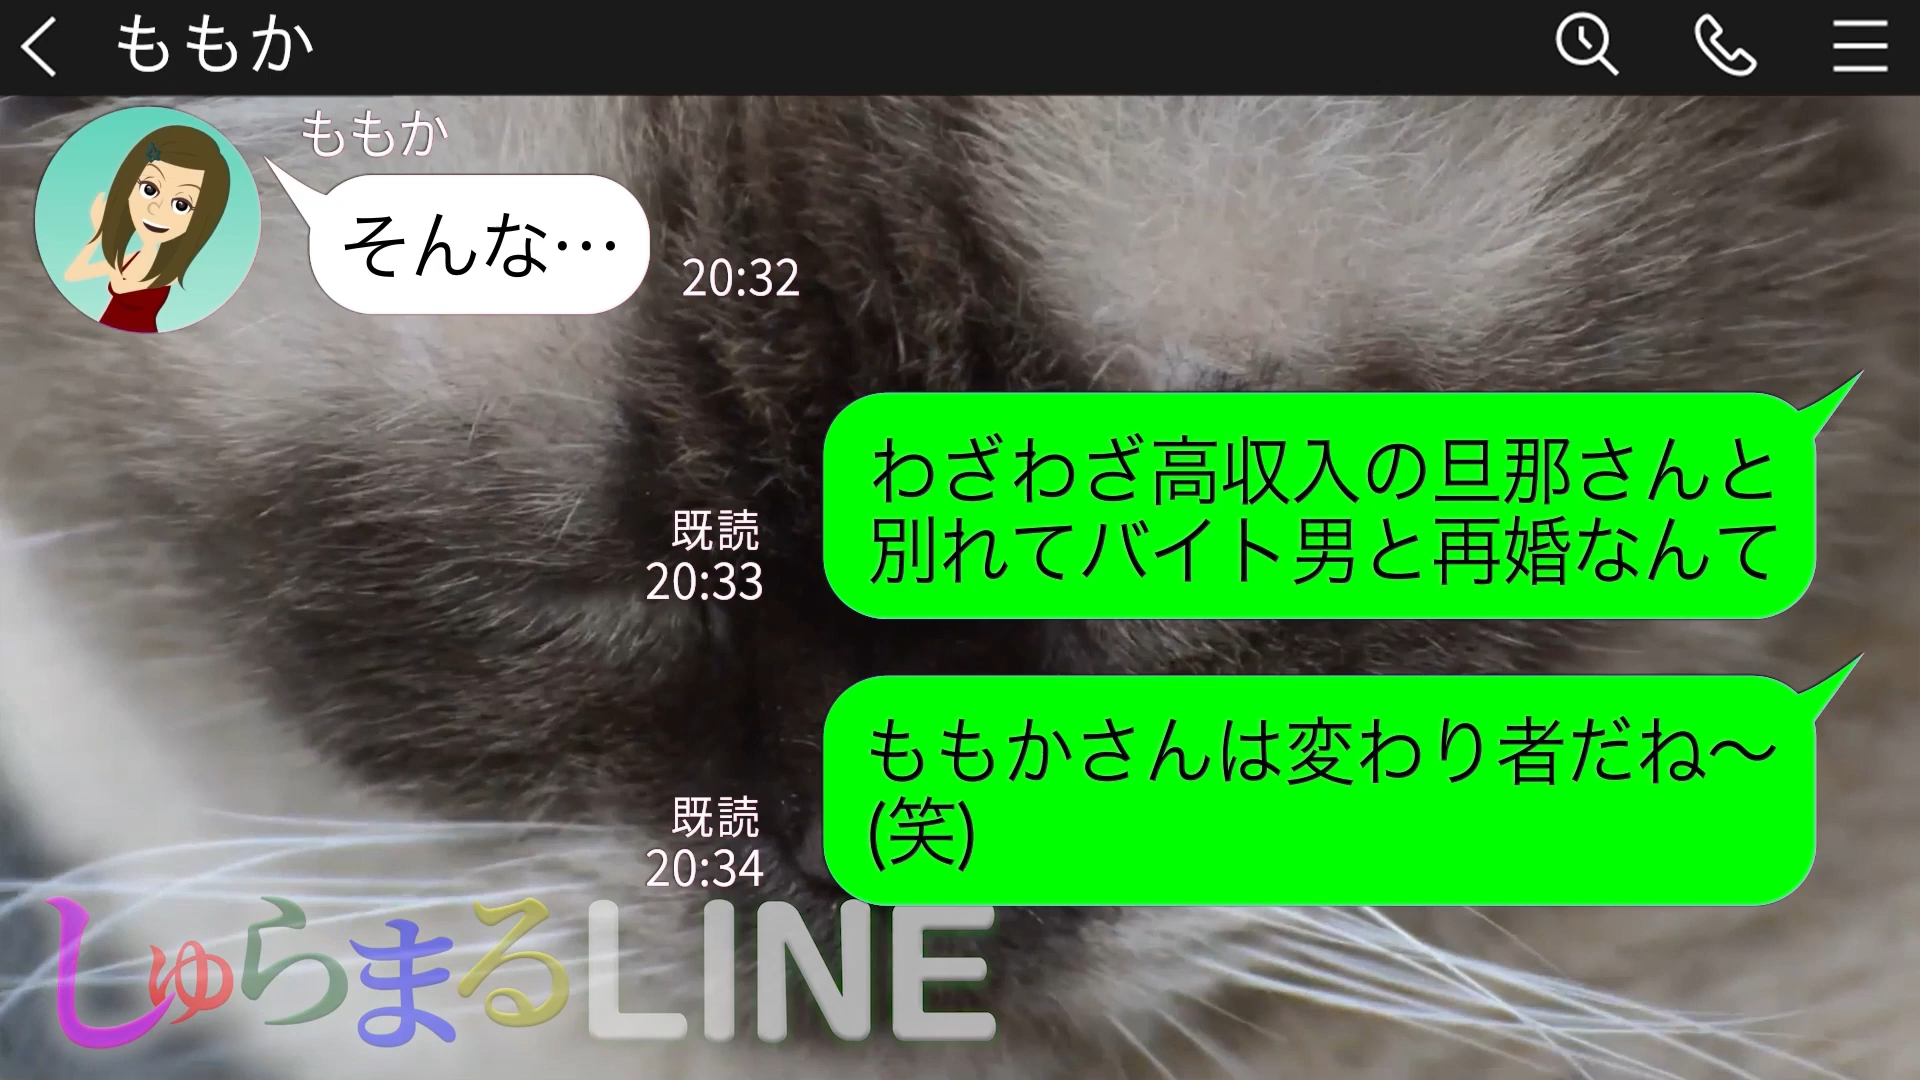 ももか
ももか
そんな…
20:32
わざわざ高収入の旦那さんと
別れてバイト男と再婚なんて
既読
20:33
ももかさんは変わり者だね〜
(笑)
既読
20:34
しゅらまるLINE